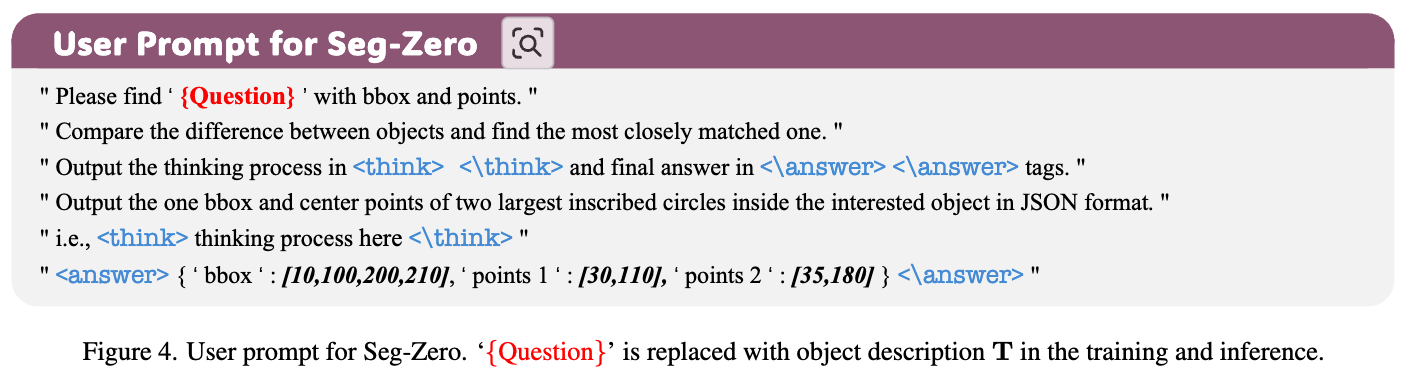 User Prompt for Seg-Zero
" Please find ‘ {Question} ’ with bbox and points. "
" Compare the difference between objects and find the most closely matched one. "
" Output the thinking process in <think> <\think> and final answer in <\answer> <\answer> tags. "
" Output the one bbox and center points of two largest inscribed circles inside the interested object in JSON format. "
" i.e., <think> thinking process here <\think> "
" <answer> { ‘ bbox ‘ : [10,100,200,210], ‘ points 1 ‘ : [30,110], ‘ points 2 ‘ : [35,180] } <\answer> "
Figure 4. User prompt for Seg-Zero. ‘{Question}’ is replaced with object description T in the training and inference.